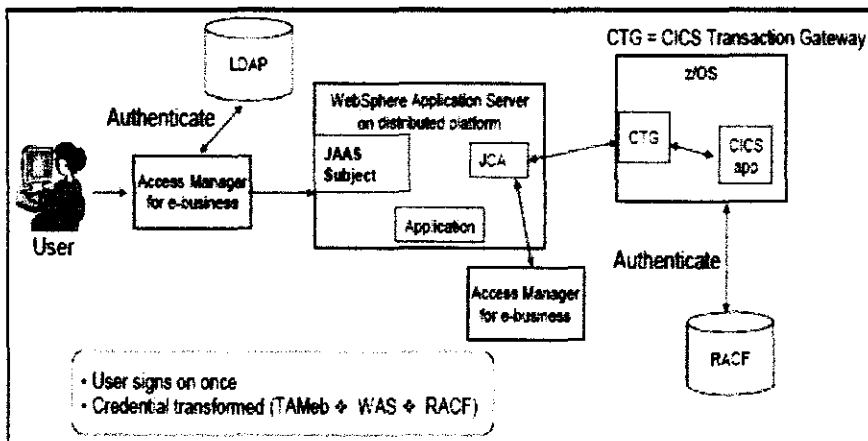 CTG = CICS Transaction Gateway
LDAP
z/OS
WebSphere Application Server
on distributed platform
Authenticate
CTG
CICS
app
JAAS
Subject
JCA
Access Manager
for e-business
User
Application
Authenticate
Access Manager
for e-business
RACF
• User signs on once
• Credential transformed (TAMeb ❖ WAS ❖ RACF)